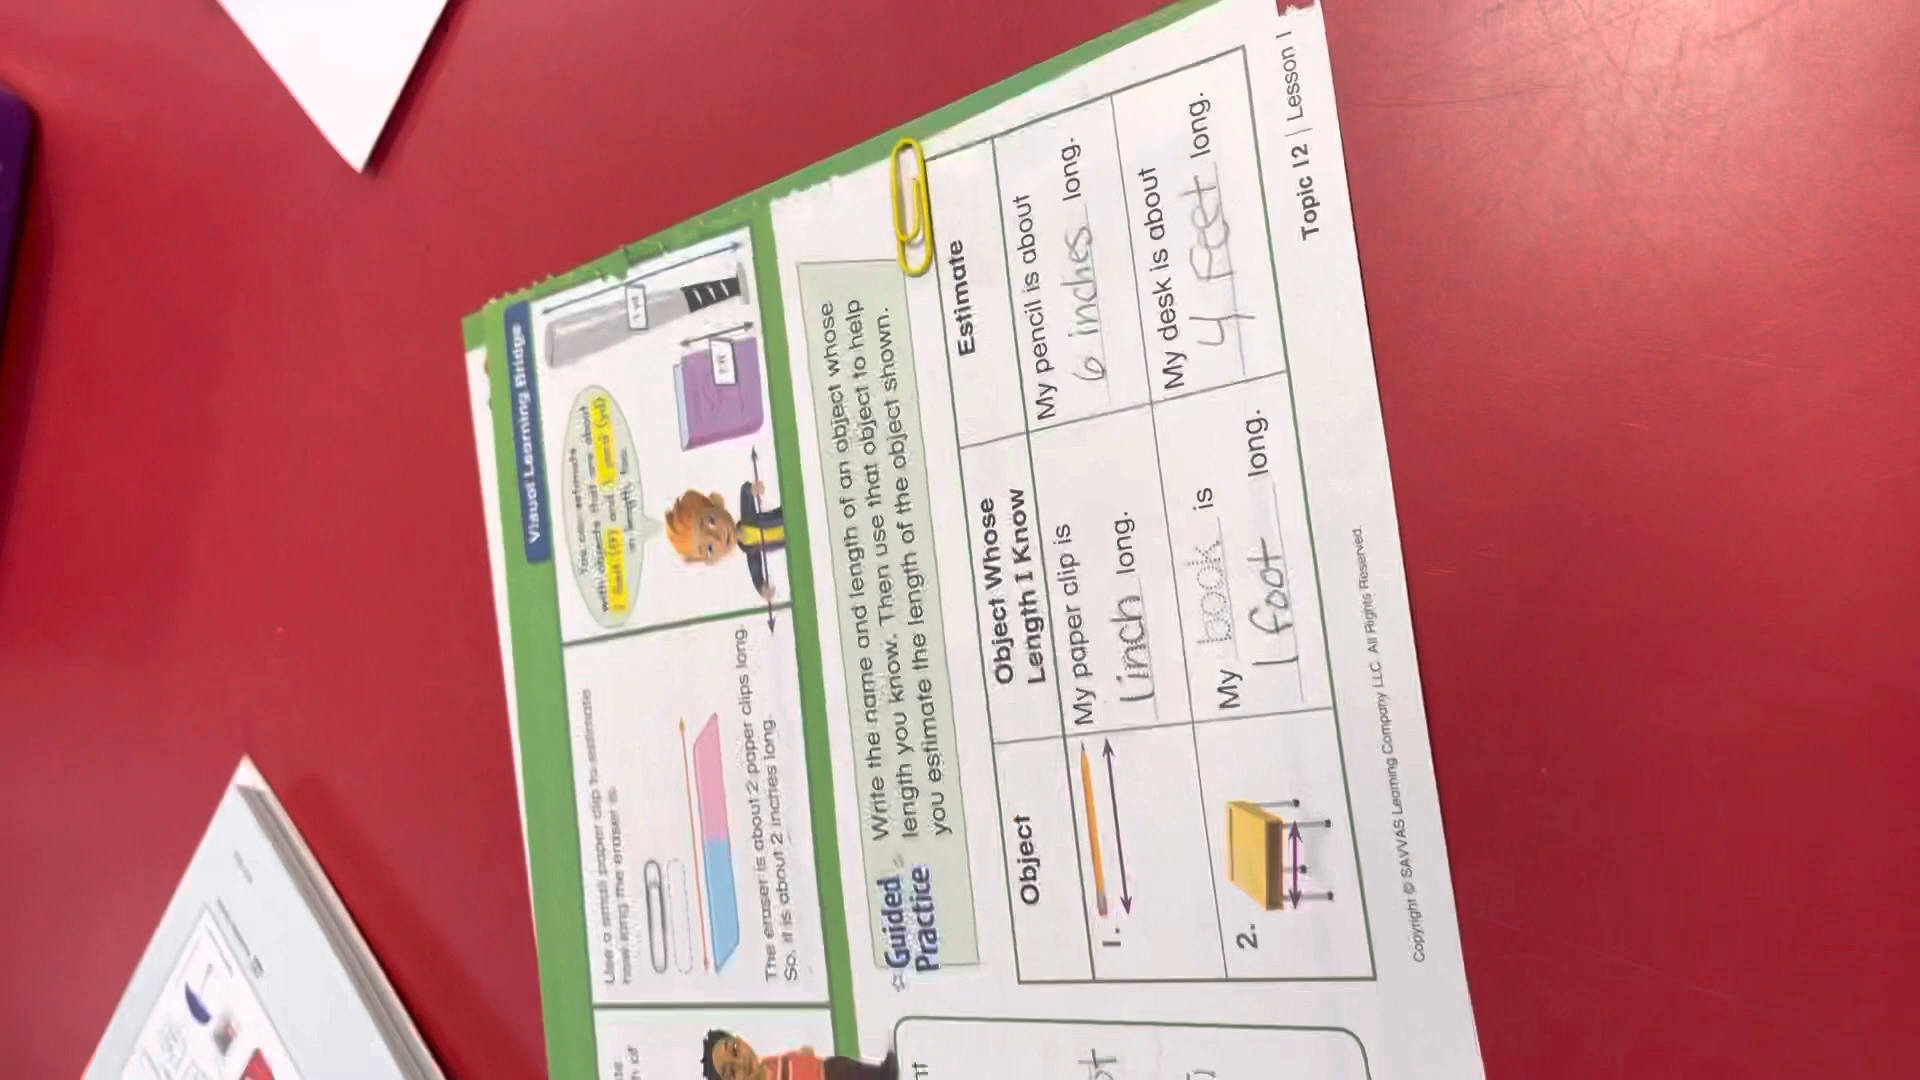 Visual Learning Bridge
Use a small paper clip to estimate
how long the eraser is.
The eraser is about 2 paper clips long.
So, it is about 2 inches long.
You can estimate
with objects that are about
1 foot (ft) and 1 yard (yd)
in length, too.
Guided
Practice
Write the name and length of an object whose
length you know. Then use that object to help
you estimate the length of the object shown.
Object
Object Whose
Length I Know
Estimate
1.
My paper clip is
1 inch long.
My pencil is about
6 inches long.
2.
My book is
1 foot long.
My desk is about
4 feet long.
Copyright © SAVVAS Learning Company LLC. All Rights Reserved.
Topic 12 | Lesson 1